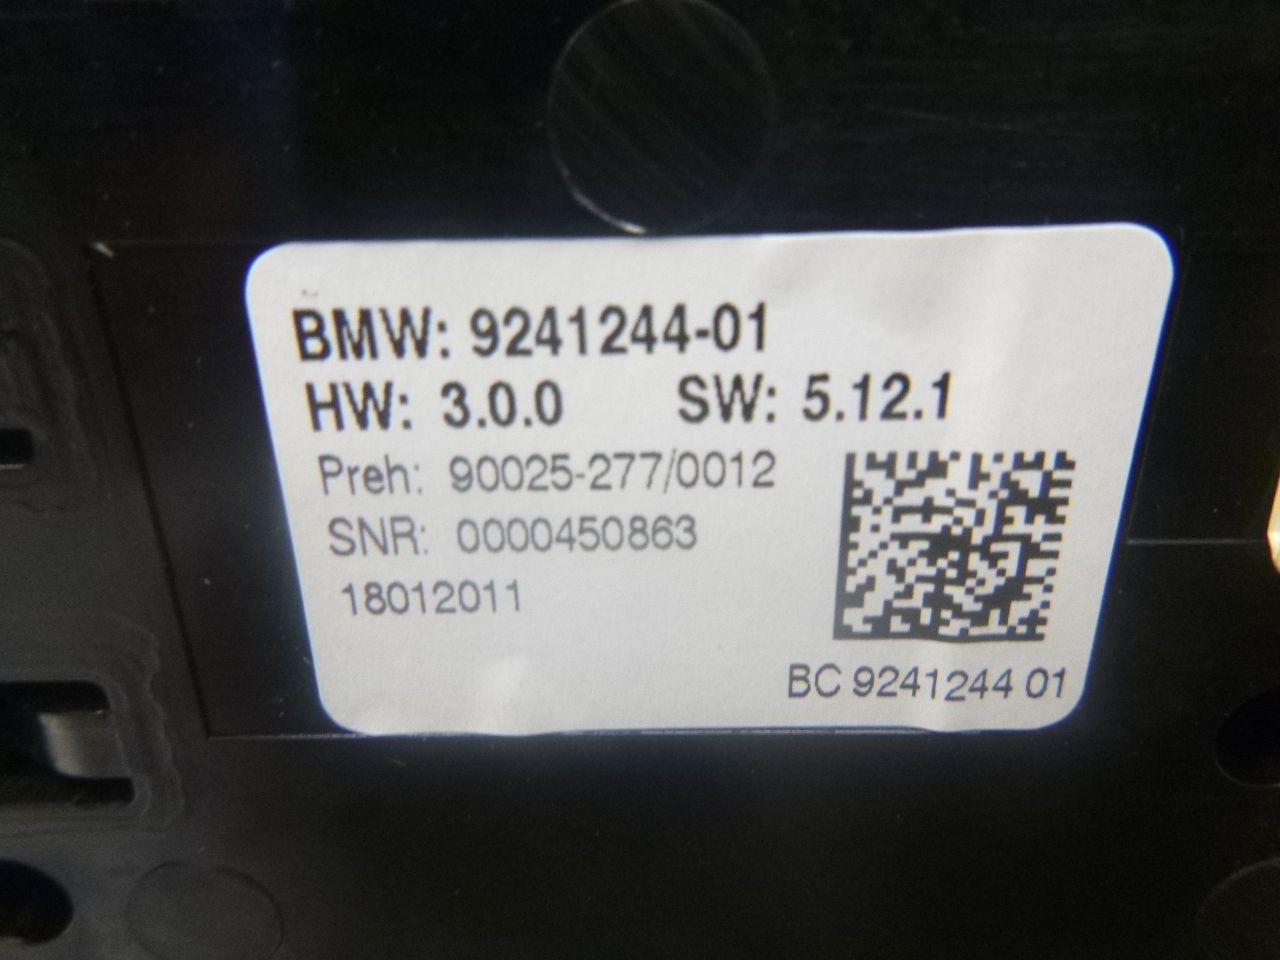 BMW: 9241244-01
HW: 3.0.0 SW: 5.12.1
Preh: 90025-277/0012
SNR: 0000450863
18012011
BC 9241244 01